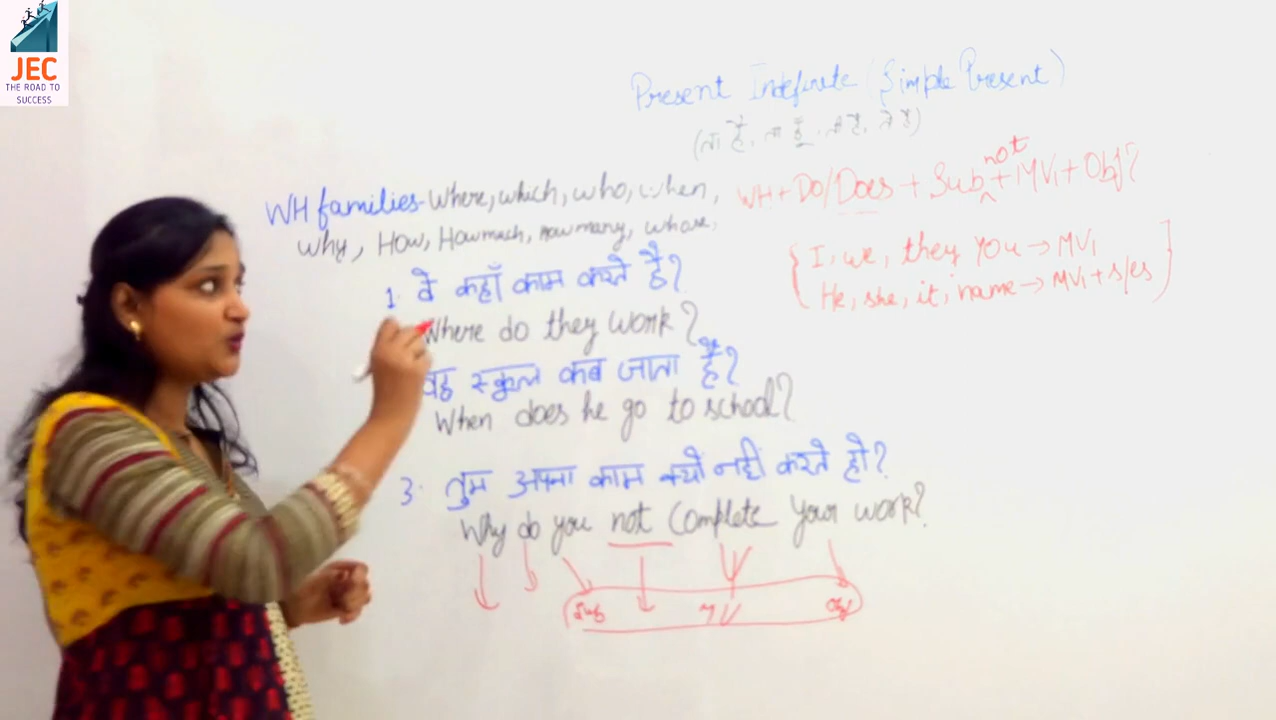 JEC
THE ROAD TO
SUCCESS
Present Indefinite (Simple Present)
(ता है, ता हूँ, ती है, ते हैं)
WH families - Where, which, who, when,
Why, How, How much, How many, whose,
WH + Do/Does + Sub + MV1 + Obj?
not
I, we, they You → MV1
He, she, it, name → MV1 + s/es
1. वे कहाँ काम करते है?
Where do they work?
वह स्कूल कब जाता है?
When does he go to school?
3. तुम अपना काम क्यो नही करते हो?
Why do you not Complete Your work?
Sub MV Obj